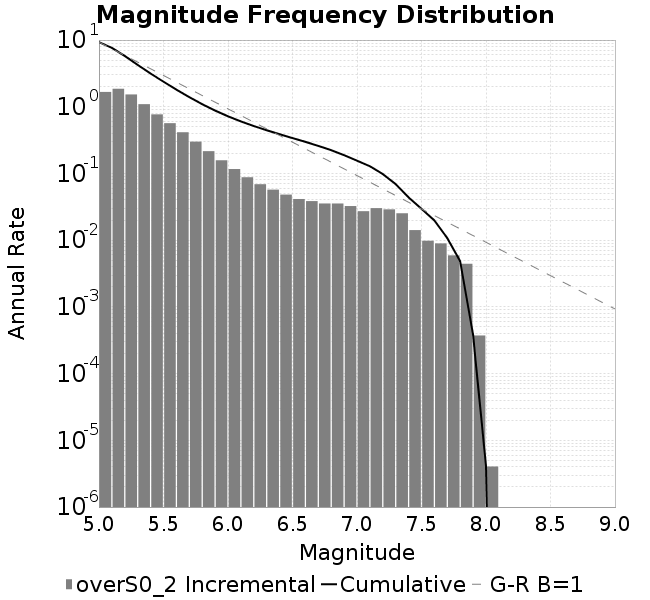 Magnitude Frequency Distribution
10^1
10^0
10^-1
10^-2
10^-3
10^-4
10^-5
10^-6
Annual Rate
5.0 5.5 6.0 6.5 7.0 7.5 8.0 8.5 9.0
Magnitude
overS0_2 Incremental Cumulative G-R B=1